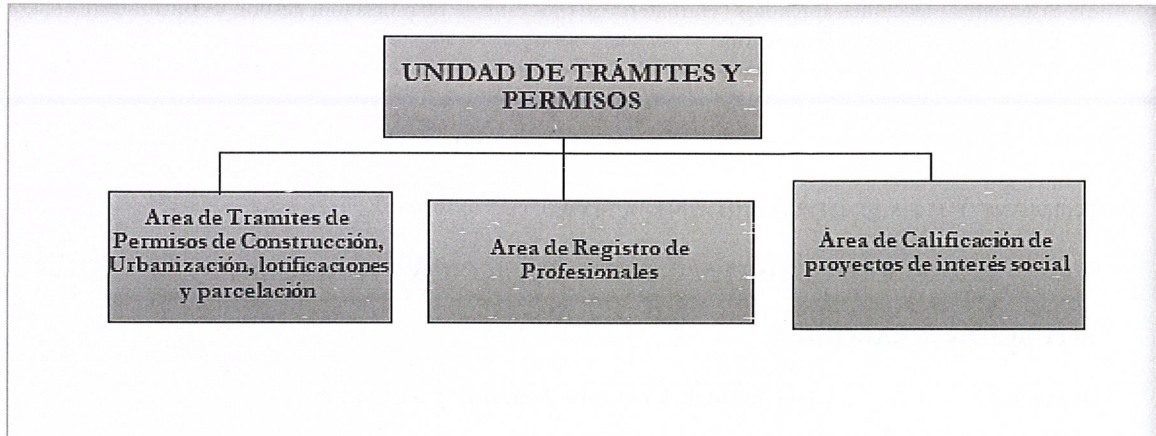 UNIDAD DE TRÁMITES Y
PERMISOS
Area de Tramites de
Permisos de Construcción,
Urbanización, lotificaciones
y parcelación
Area de Registro de
Profesionales
Área de Calificación de
proyectos de interés social